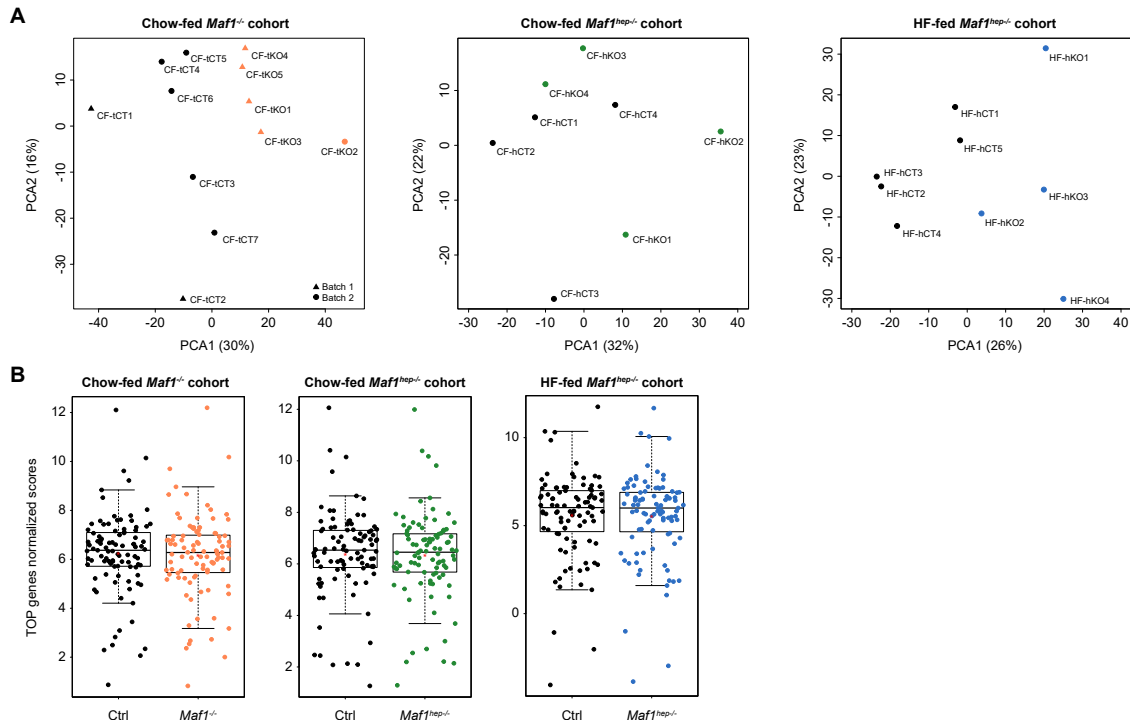 A
Chow-fed Maf1-/- cohort
Chow-fed Maf1hep-/- cohort
HF-fed Maf1hep-/- cohort
PCA2 (16%)
10
0
-10
-20
-30
CF-tCT5
CF-tCT4
CF-tCT6
CF-tCT1
CF-tKO4
CF-tKO5
CF-tKO1
CF-tKO3
CF-tKO2
CF-tCT3
CF-tCT7
CF-tCT2
Batch 1
Batch 2
-40 -20 0 20 40
PCA1 (30%)
PCA2 (22%)
10
0
-10
-20
CF-hKO3
CF-hKO4
CF-hCT4
CF-hCT1
CF-hCT2
CF-hKO2
CF-hKO1
CF-hCT3
-30 -20 -10 0 10 20 30 40
PCA1 (32%)
PCA2 (23%)
30
20
10
0
-10
-20
-30
HF-hKO1
HF-hCT1
HF-hCT5
HF-hCT3
HF-hCT2
HF-hKO3
HF-hKO2
HF-hCT4
HF-hKO4
-30 -20 -10 0 10 20 30 40
PCA1 (26%)
B
Chow-fed Maf1-/- cohort
Chow-fed Maf1hep-/- cohort
HF-fed Maf1hep-/- cohort
TOP genes normalized scores
12
10
8
6
4
2
Ctrl Maf1-/-
12
10
8
6
4
2
Ctrl Maf1hep-/-
10
5
0
Ctrl Maf1hep-/-